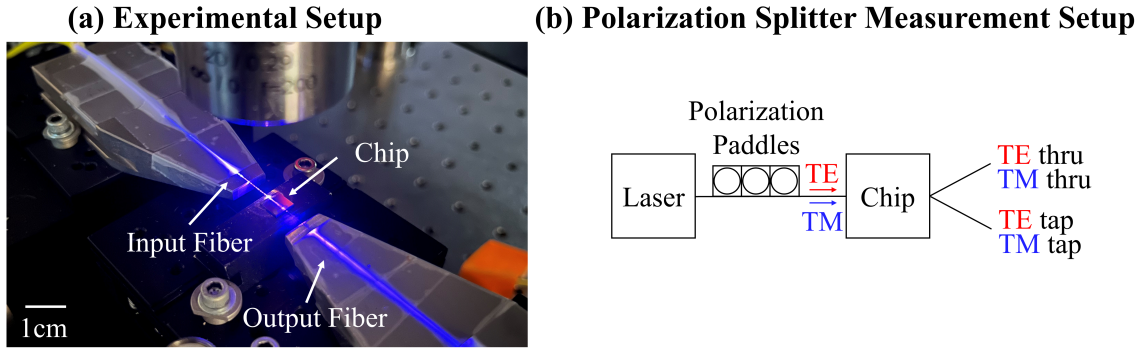 (a) Experimental Setup
Chip
Input Fiber
Output Fiber
1cm
(b) Polarization Splitter Measurement Setup
Polarization
Paddles
Laser
TE
TM
Chip
TE thru
TM thru
TE tap
TM tap